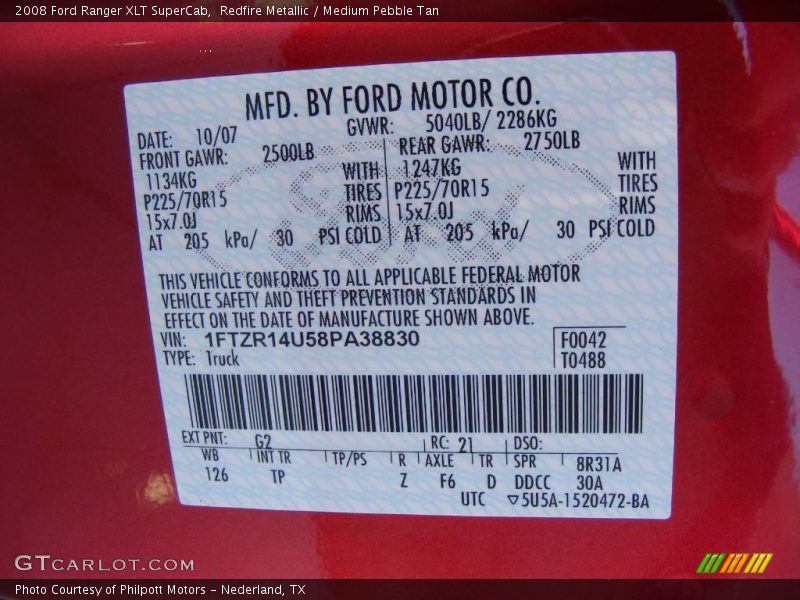 2008 Ford Ranger XLT SuperCab, Redfire Metallic / Medium Pebble Tan
MFD. BY FORD MOTOR CO.
DATE: 10/07 GVWR: 5040LB/ 2286KG
FRONT GAWR: 2500LB REAR GAWR: 2750LB
1134KG WITH 1247KG WITH
P225/70R15 TIRES P225/70R15 TIRES
15x7.0J RIMS 15x7.0J RIMS
AT 205 kPa/ 30 PSI COLD AT 205 kPa/ 30 PSI COLD
THIS VEHICLE CONFORMS TO ALL APPLICABLE FEDERAL MOTOR
VEHICLE SAFETY AND THEFT PREVENTION STANDARDS IN
EFFECT ON THE DATE OF MANUFACTURE SHOWN ABOVE.
VIN: 1FTZR14U58PA38830 F0042
TYPE: Truck T0488
EXT PNT: G2 RC: 21 DSO:
WB INT TR TP/PS R AXLE TR SPR 8R31A
126 TP Z F6 D DDCC 30A
UTC ▽5U5A-1520472-BA
GTCARLOT.COM
Photo Courtesy of Philpott Motors - Nederland, TX